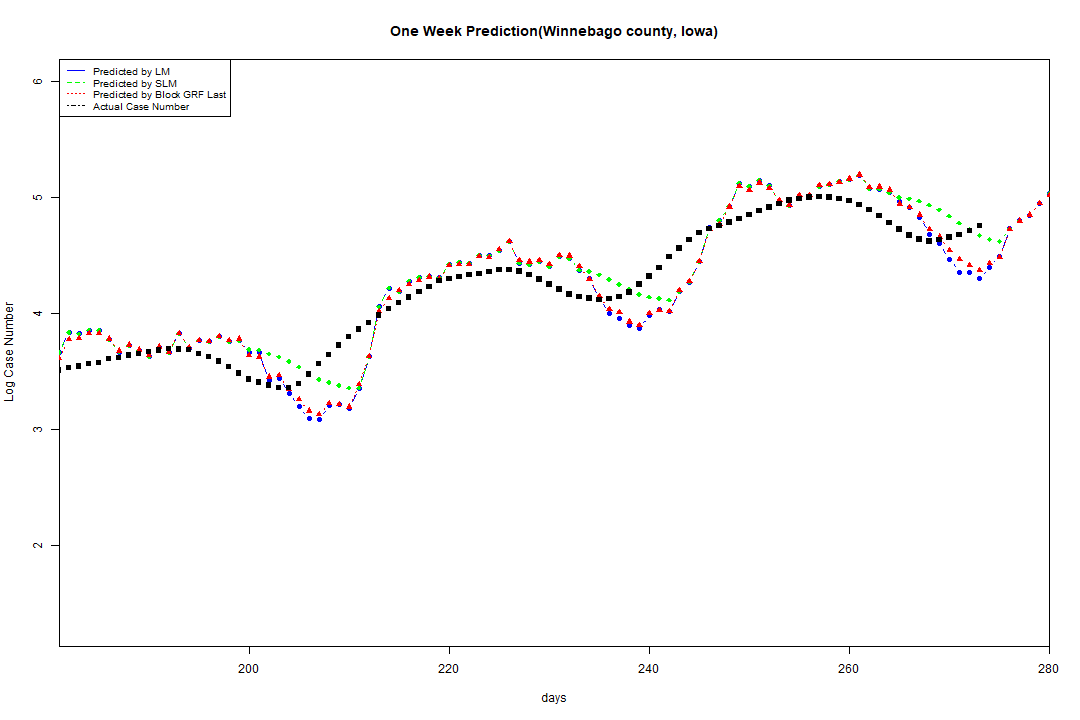 One Week Prediction(Winnebago county, Iowa)
Predicted by LM
Predicted by SLM
Predicted by Block GRF Last
Actual Case Number
6
5
4
3
2
Log Case Number
200 220 240 260 280
days